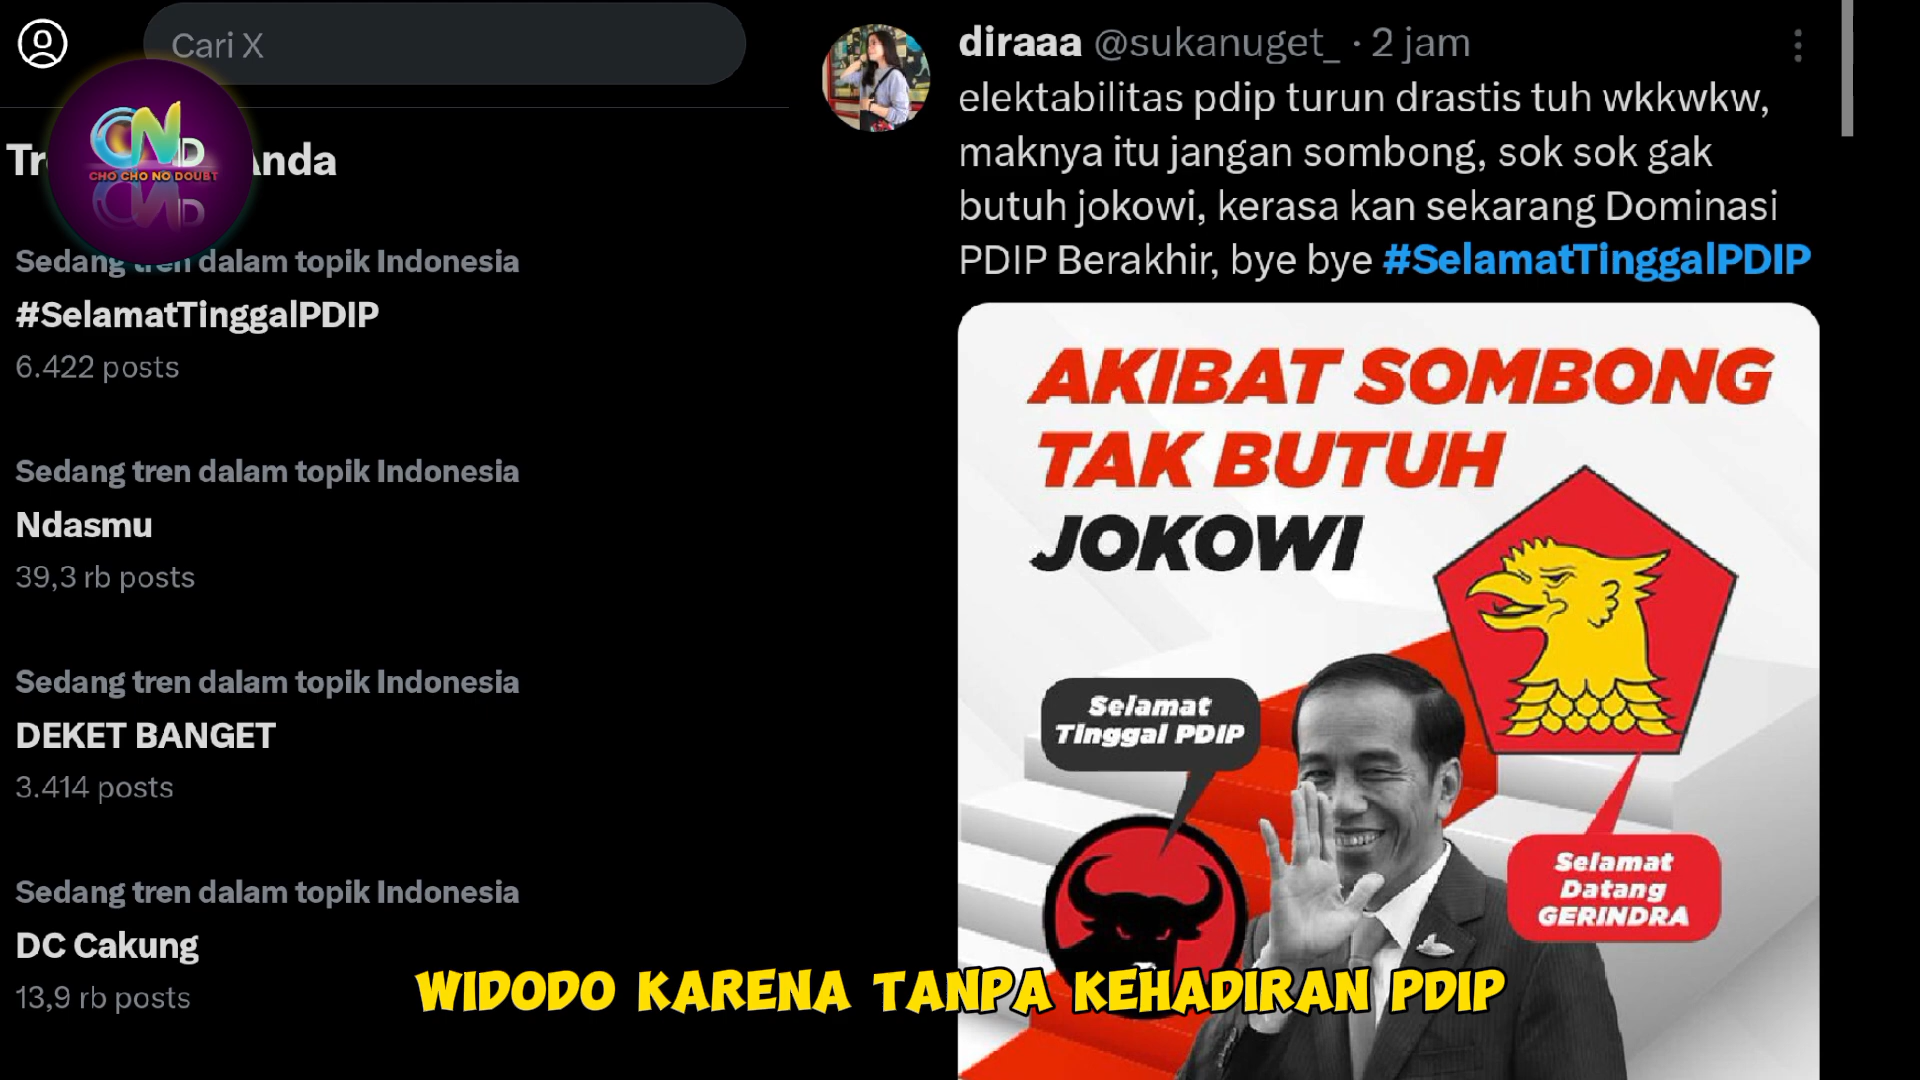 Cari X
CND
CHO CHO NO DOUBT
Anda
Sedang tren dalam topik Indonesia
#SelamatTinggalPDIP
6.422 posts
Sedang tren dalam topik Indonesia
Ndasmu
39,3 rb posts
Sedang tren dalam topik Indonesia
DEKET BANGET
3.414 posts
Sedang tren dalam topik Indonesia
DC Cakung
13,9 rb posts
diraaa @sukanuget_ · 2 jam
elektabilitas pdip turun drastis tuh wkkwkw,
maknya itu jangan sombong, sok sok gak
butuh jokowi, kerasa kan sekarang Dominasi
PDIP Berakhir, bye bye #SelamatTinggalPDIP
AKIBAT SOMBONG
TAK BUTUH
JOKOWI
Selamat
Tinggal PDIP
Selamat
Datang
GERINDRA
WIDODO KARENA TANPA KEHADIRAN PDIP